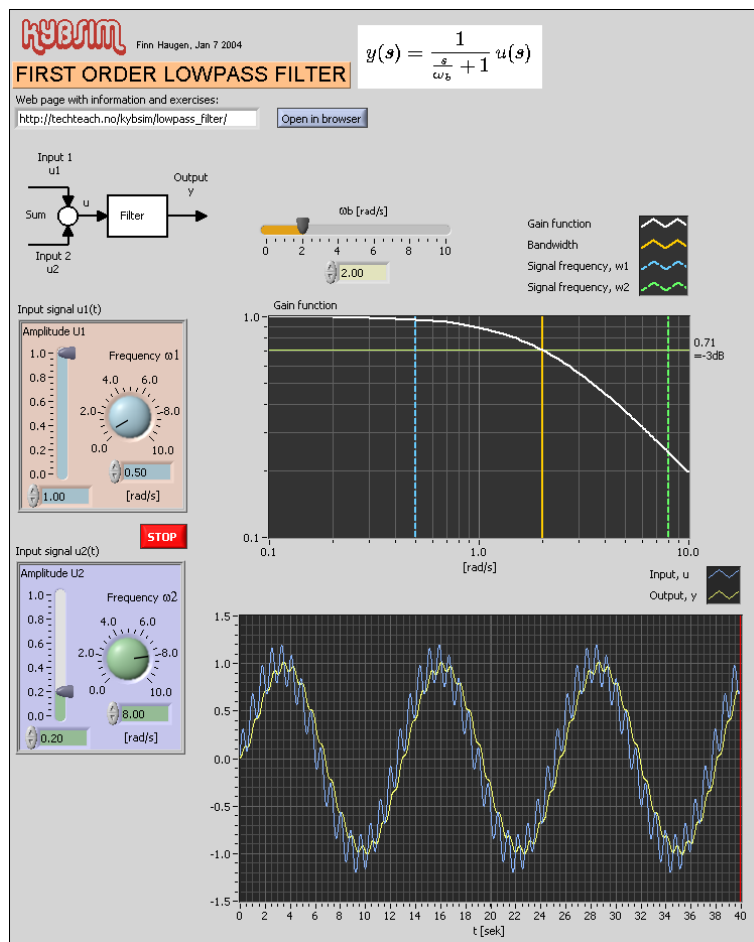 KYBSIM
Finn Haugen, Jan 7 2004
y(s) = 1 / (s/ω_b + 1) u(s)
FIRST ORDER LOWPASS FILTER
Web page with information and exercises:
http://techteach.no/kybsim/lowpass_filter/
Open in browser
Input 1
u1
Output
y
u
Sum
Filter
Input 2
u2
ωb [rad/s]
0 2 4 6 8 10
2.00
Gain function
Bandwidth
Signal frequency, w1
Signal frequency, w2
Input signal u1(t)
Amplitude U1
Frequency ω1
1.0
0.8
0.6
0.4
0.2
0.0
0.0
2.0
4.0
6.0
8.0
10.0
0.50
1.00
[rad/s]
Gain function
1.0
0.1
0.71
=-3dB
0.1 1.0 10.0
[rad/s]
STOP
Input signal u2(t)
Amplitude U2
Frequency ω2
1.0
0.8
0.6
0.4
0.2
0.0
0.0
2.0
4.0
6.0
8.0
10.0
8.00
0.20
[rad/s]
Input, u
Output, y
1.5
1.0
0.5
0.0
-0.5
-1.0
-1.5
0 2 4 6 8 10 12 14 16 18 20 22 24 26 28 30 32 34 36 38 40
t [sek]